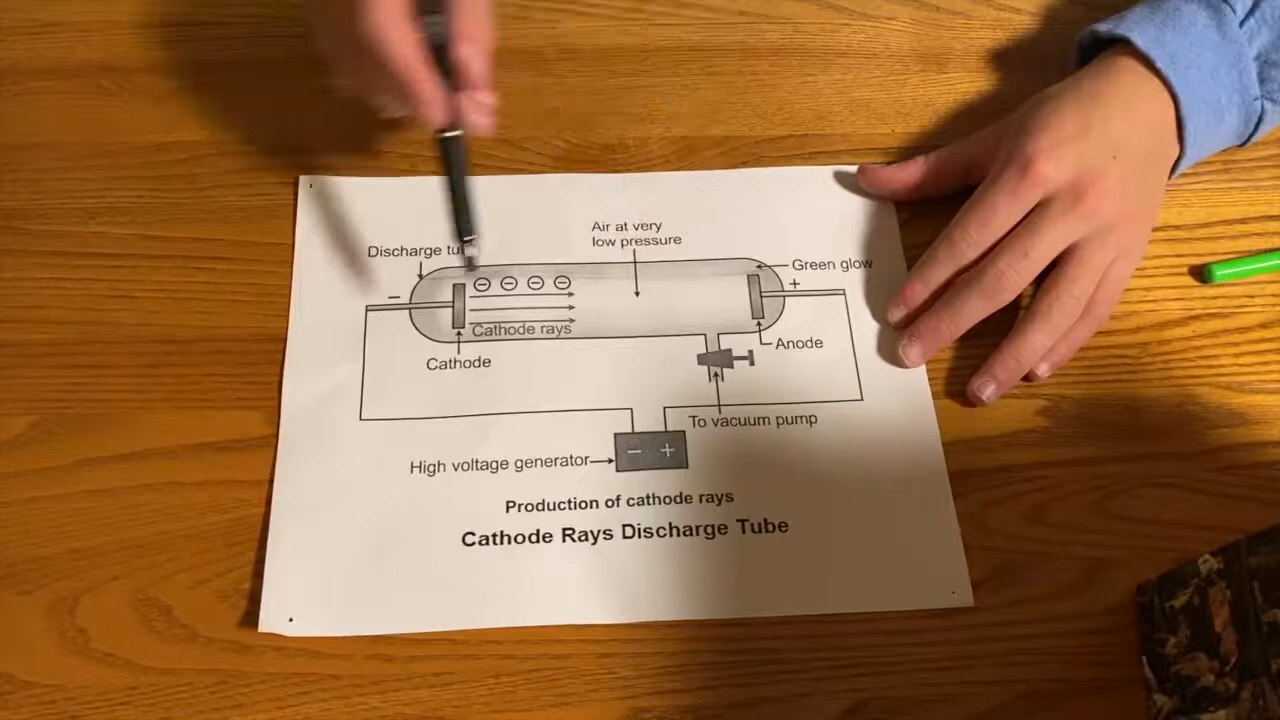 Air at very
low pressure
Discharge
Green glow
−
+
Cathode rays
Cathode
Anode
To vacuum pump
− +
High voltage generator
Production of cathode rays
Cathode Rays Discharge Tube